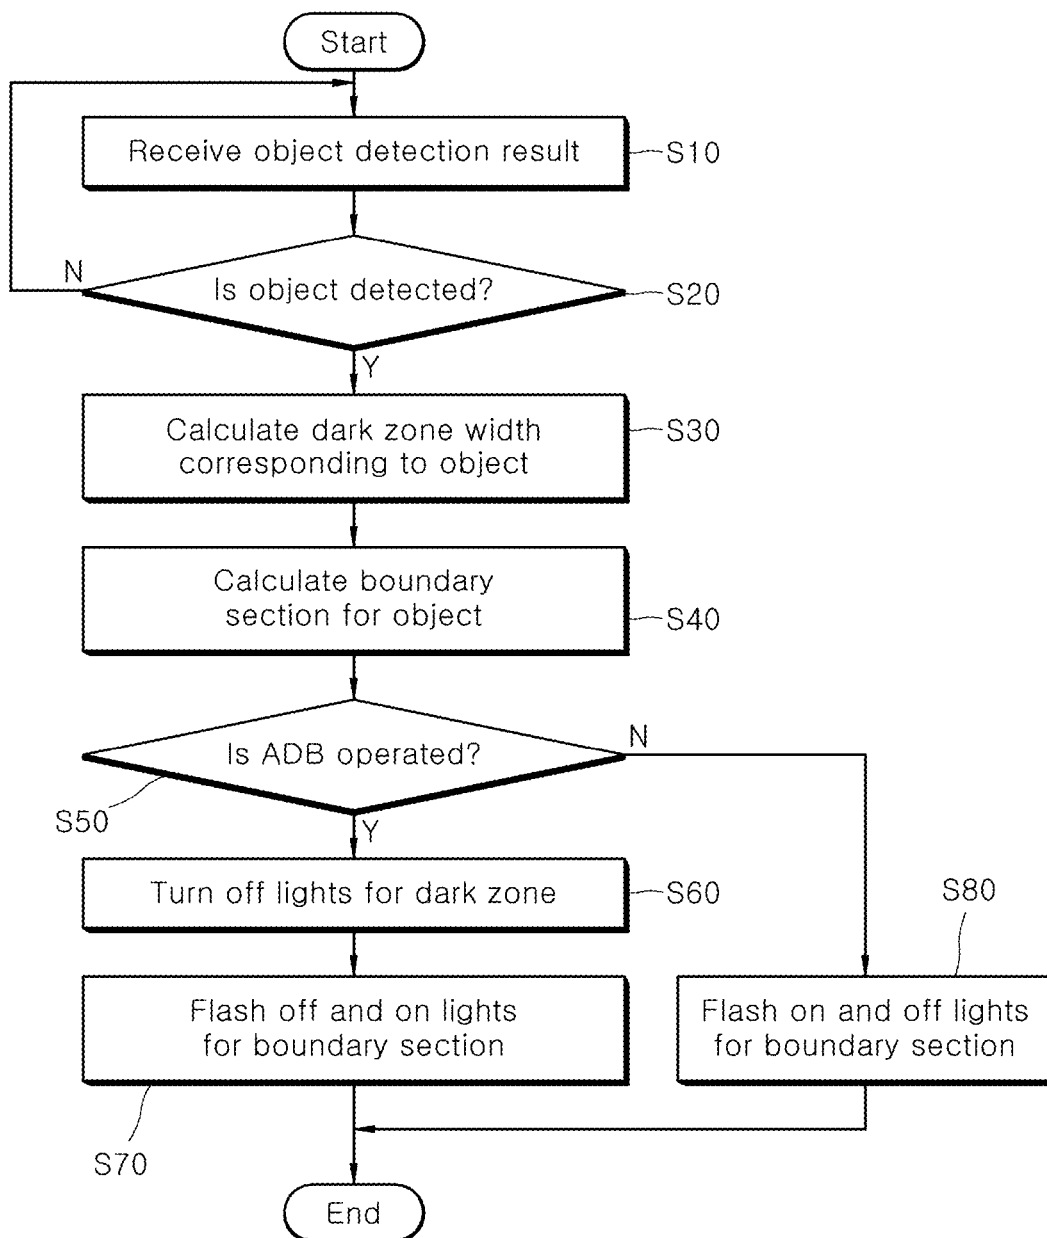 Start
Receive object detection result
S10
N
Is object detected?
S20
Y
Calculate dark zone width
corresponding to object
S30
Calculate boundary
section for object
S40
Is ADB operated?
N
S50
Y
Turn off lights for dark zone
S60
S80
Flash off and on lights
for boundary section
Flash on and off lights
for boundary section
S70
End